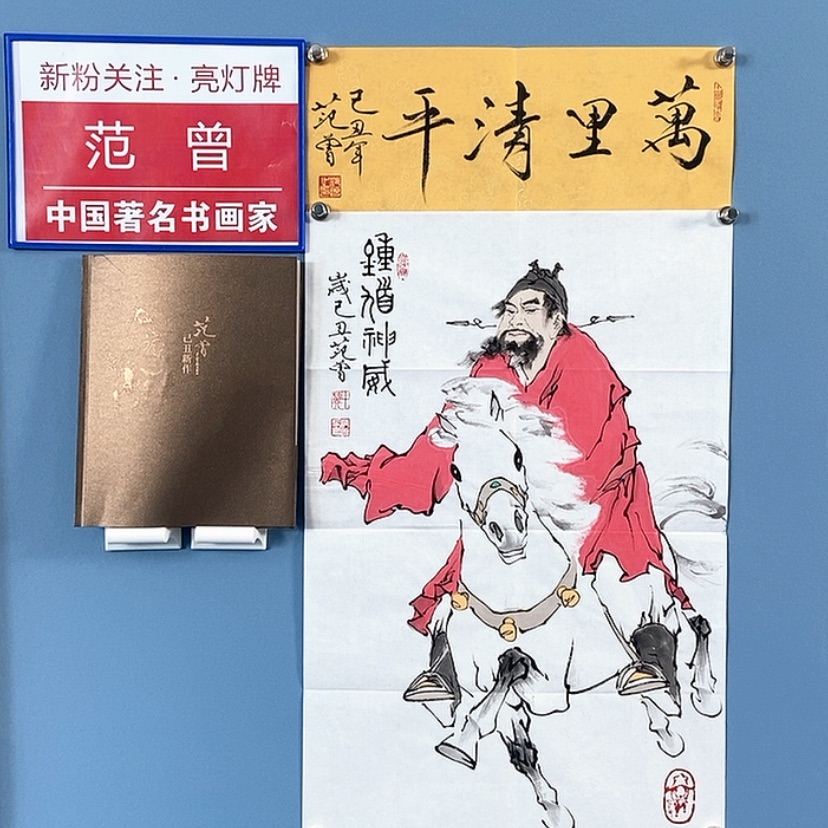 新粉关注·亮灯牌
范曾
中国著名书画家
萬里清平
己丑年
范曾
鍾馗神威
歲己丑范曾
范曾
己丑新作